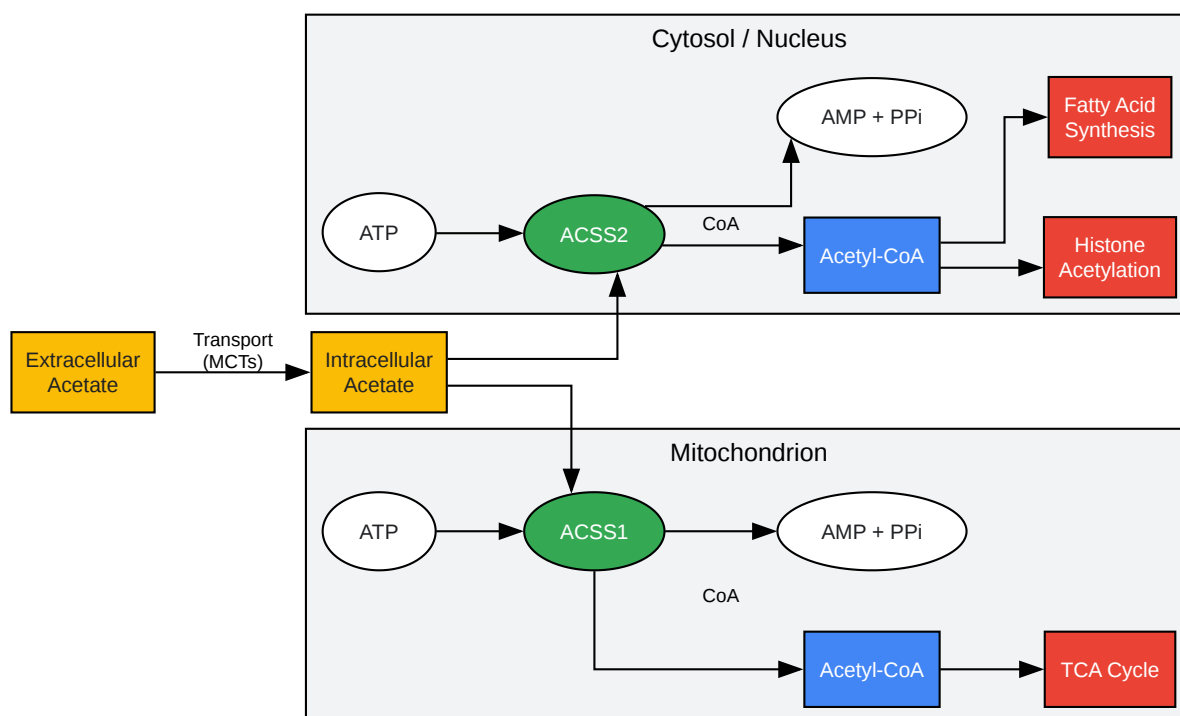 Cytosol / Nucleus
AMP + PPi
Fatty Acid
Synthesis
ATP
ACSS2
CoA
Acetyl-CoA
Histone
Acetylation
Extracellular
Acetate
Transport
(MCTs)
Intracellular
Acetate
Mitochondrion
ATP
ACSS1
AMP + PPi
CoA
Acetyl-CoA
TCA Cycle